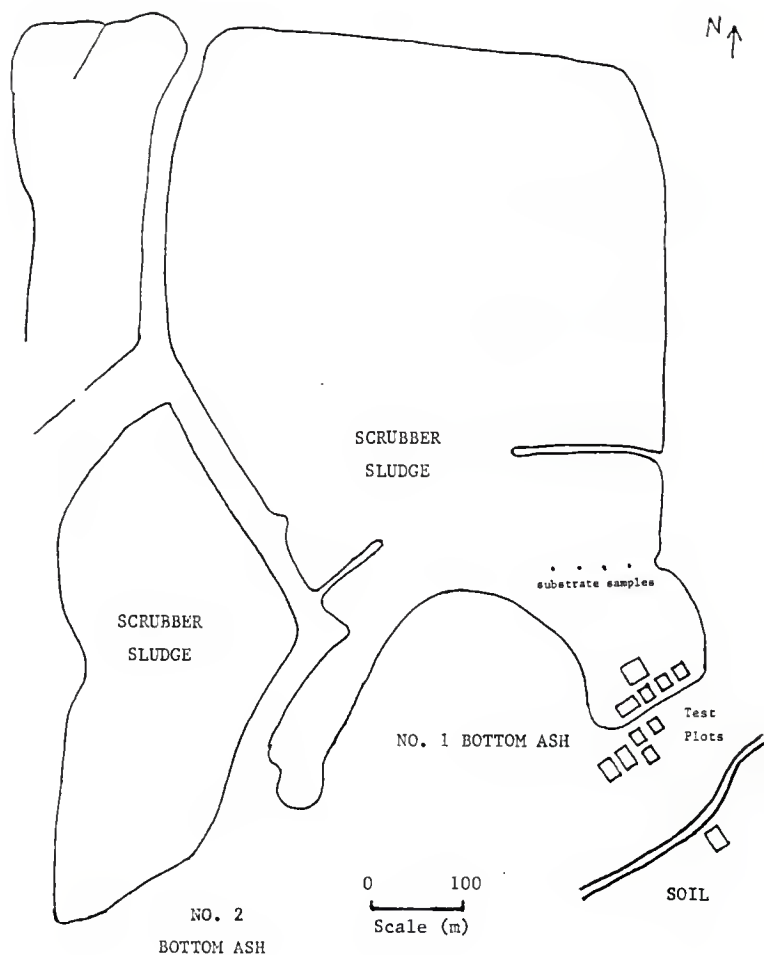 N
SCRUBBER
SLUDGE
substrate samples
SCRUBBER
SLUDGE
Test
Plots
NO. 1 BOTTOM ASH
0 100
Scale (m)
SOIL
NO. 2
BOTTOM ASH